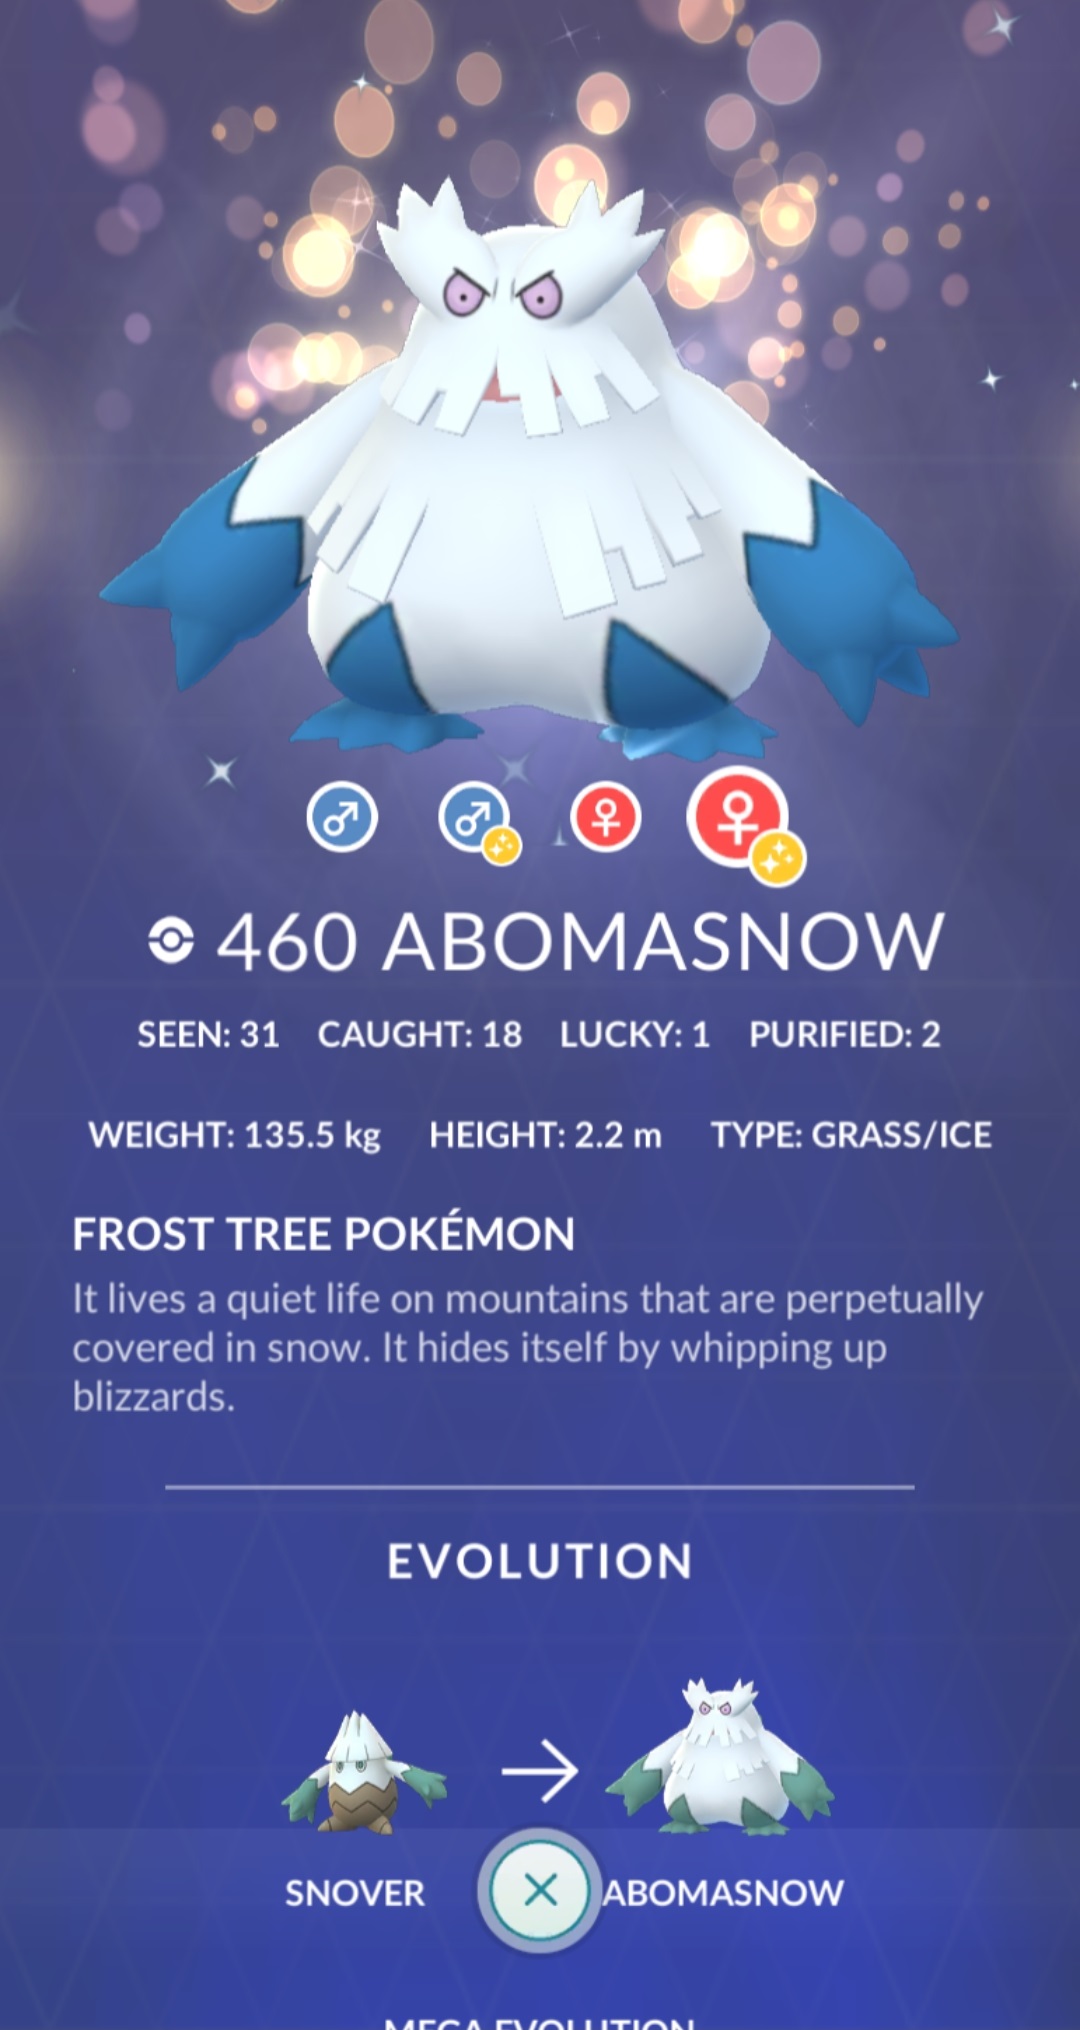 460 ABOMASNOW
SEEN: 31 CAUGHT: 18 LUCKY: 1 PURIFIED: 2
WEIGHT: 135.5 kg HEIGHT: 2.2 m TYPE: GRASS/ICE
FROST TREE POKÉMON
It lives a quiet life on mountains that are perpetually
covered in snow. It hides itself by whipping up
blizzards.
EVOLUTION
SNOVER ABOMASNOW
MEGA EVOLUTION